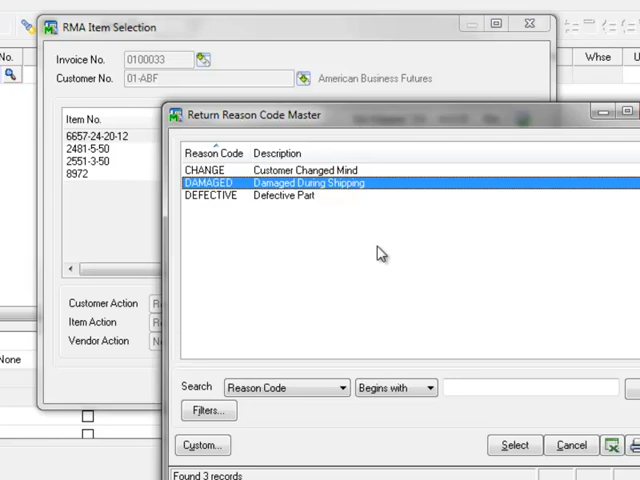 RMA Item Selection
No.
Invoice No. 0100033
Customer No. 01-ABF American Business Futures
Whse
Return Reason Code Master
Item No.
6657-24-20-12
2481-5-50
2551-3-50
8972
Reason Code Description
CHANGE Customer Changed Mind
DAMAGED Damaged During Shipping
DEFECTIVE Defective Part
Customer Action
Item Action
Vendor Action
None
Search Reason Code Begins with
Filters...
Custom...
Select Cancel
Found 3 records